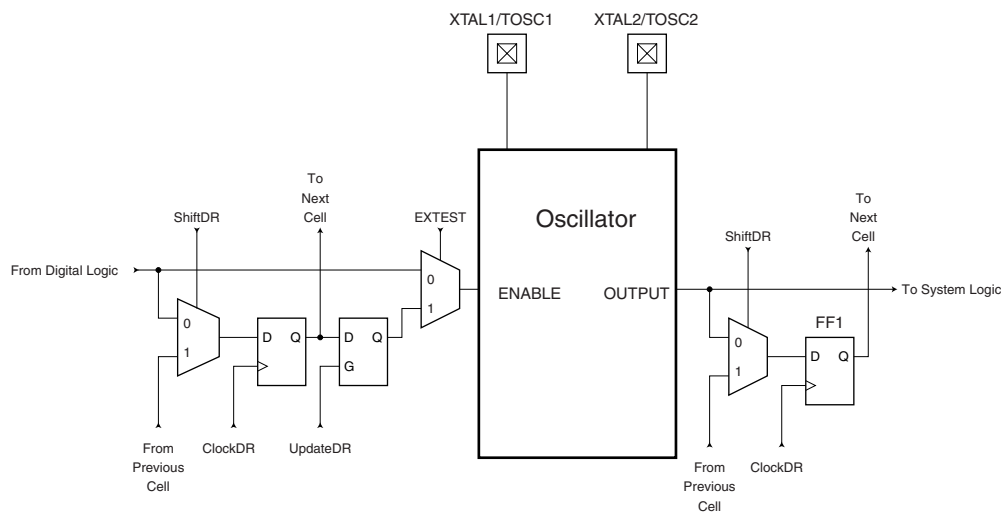 XTAL1/TOSC1
XTAL2/TOSC2
To
Next
Cell
ShiftDR
EXTEST
From Digital Logic
0
1
D Q
D Q
G
0
1
From
Previous
Cell
ClockDR
UpdateDR
Oscillator
ENABLE
OUTPUT
To
Next
Cell
ShiftDR
To System Logic
FF1
0
1
D Q
From
Previous
Cell
ClockDR